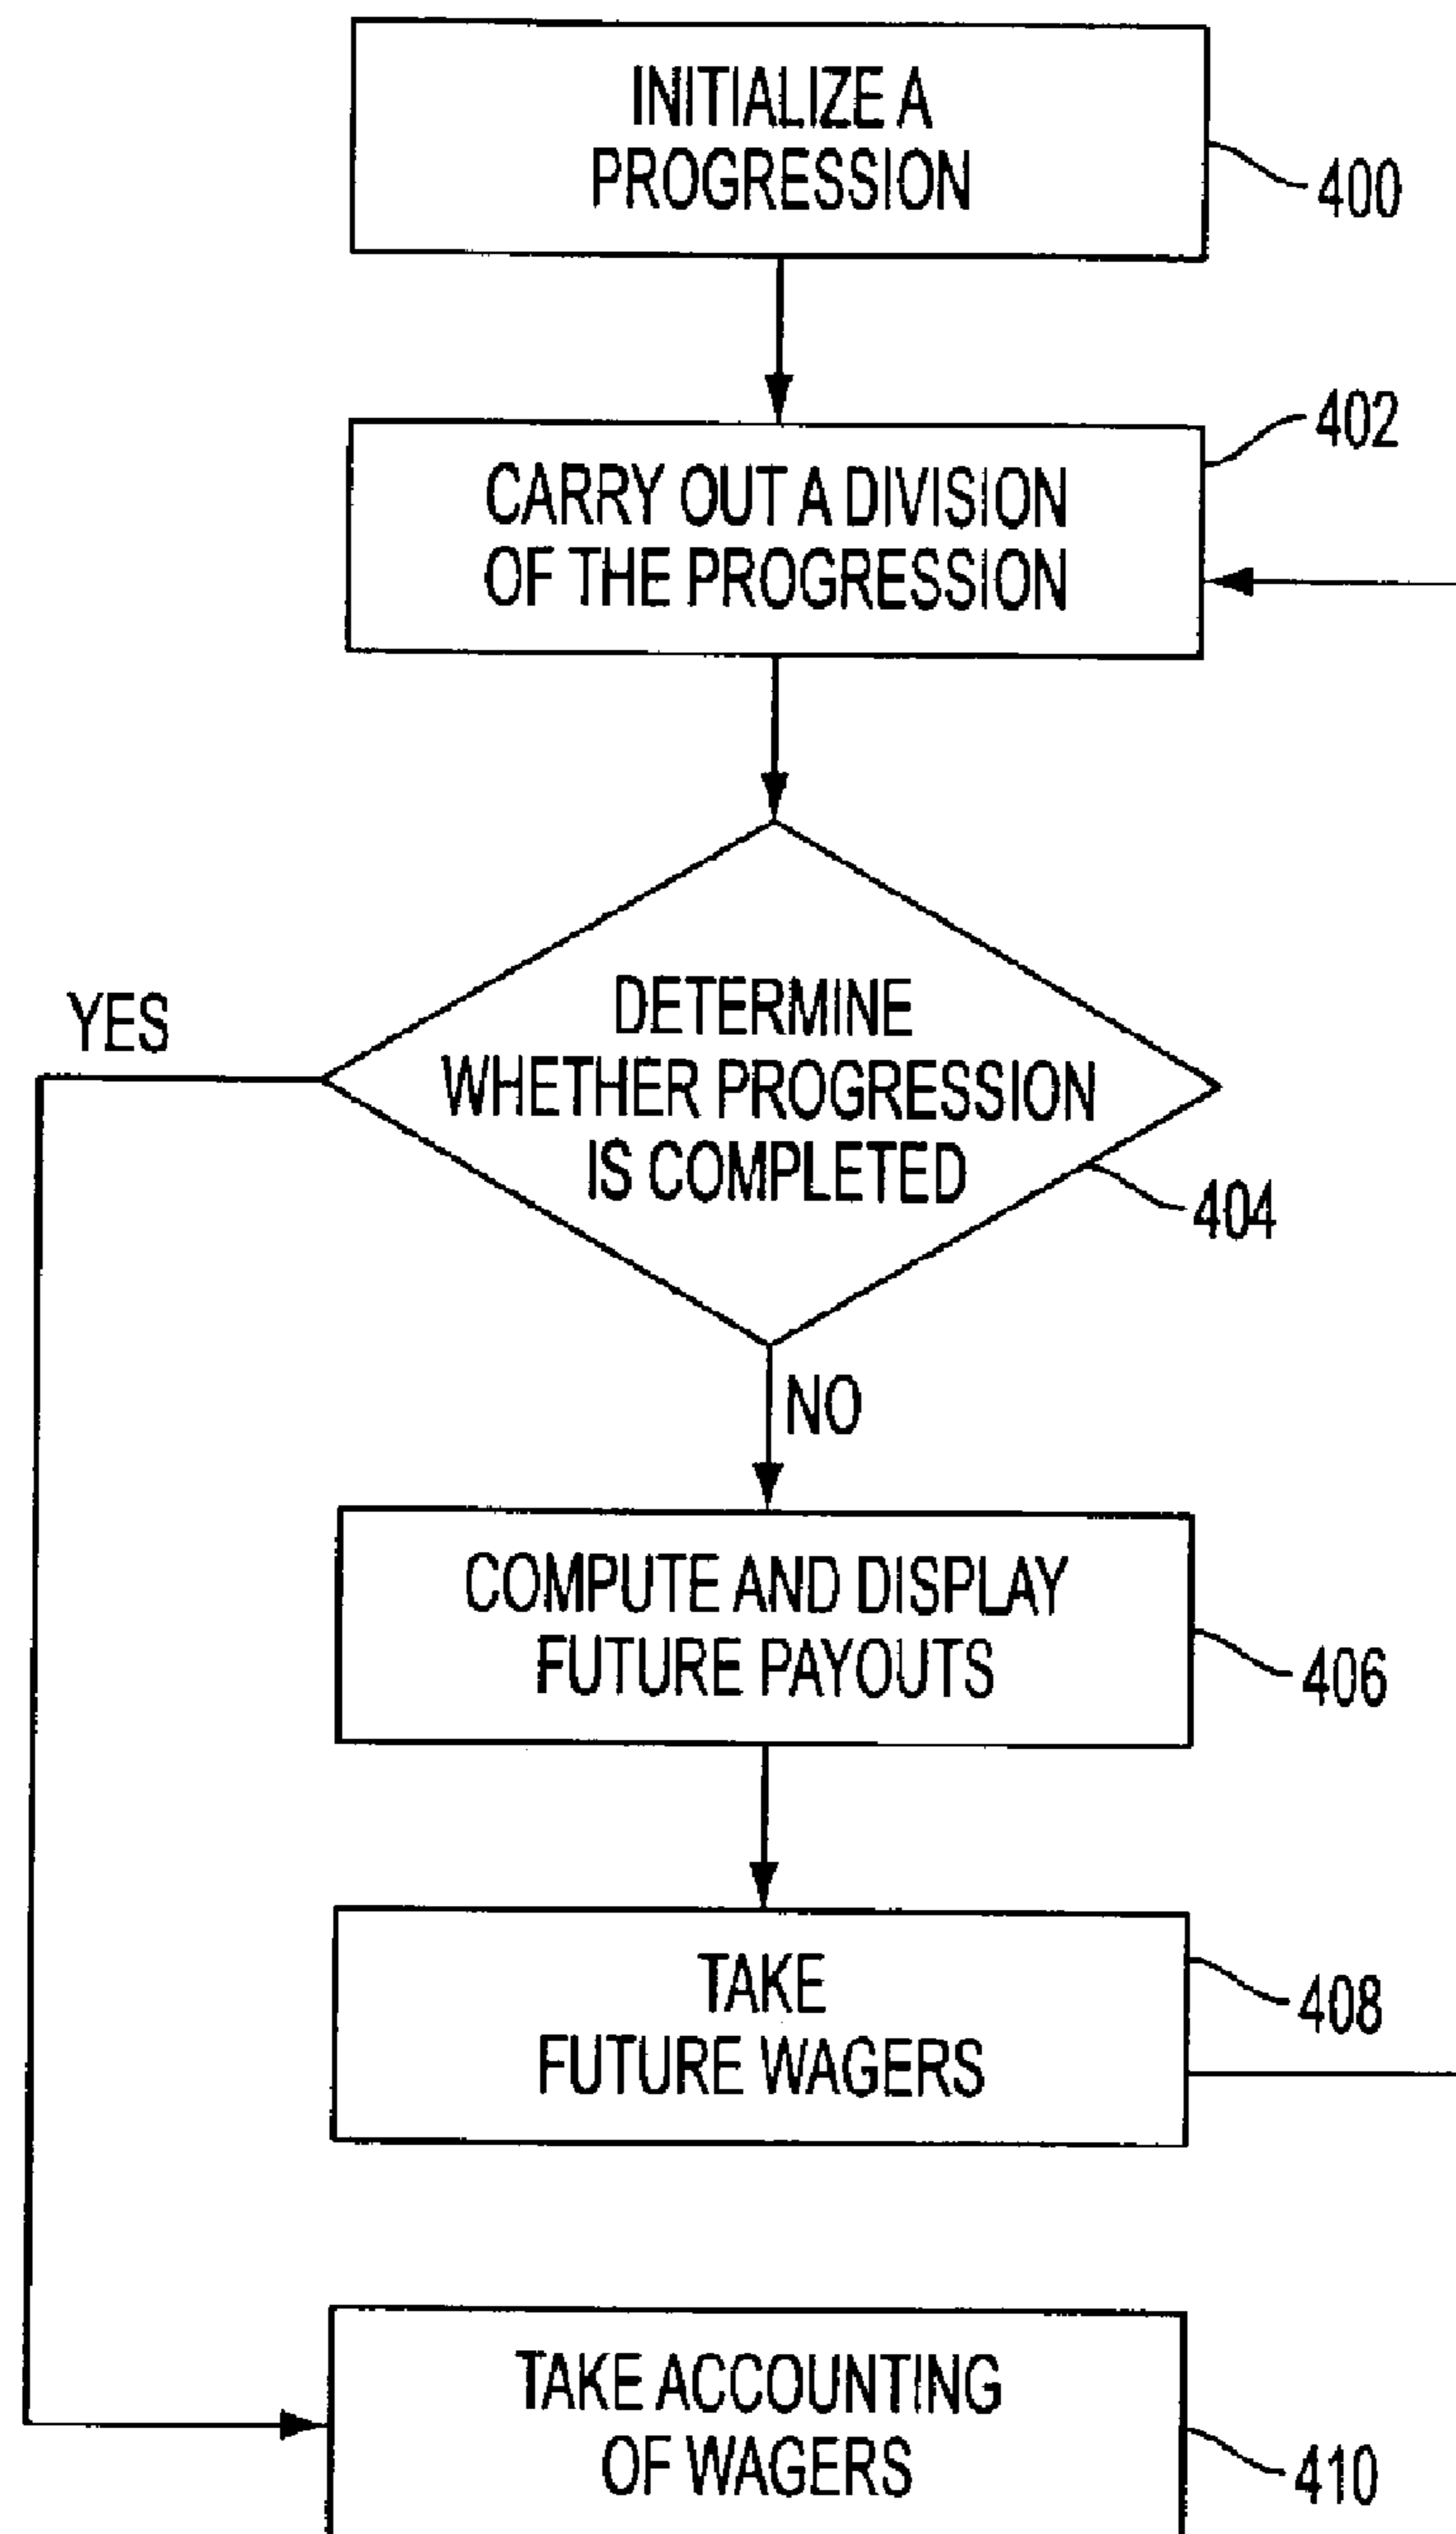 INITIALIZE A
PROGRESSION
400
402
CARRY OUT A DIVISION
OF THE PROGRESSION
YES
DETERMINE
WHETHER PROGRESSION
IS COMPLETED
404
NO
COMPUTE AND DISPLAY
FUTURE PAYOUTS
406
TAKE
FUTURE WAGERS
408
TAKE ACCOUNTING
OF WAGERS
410